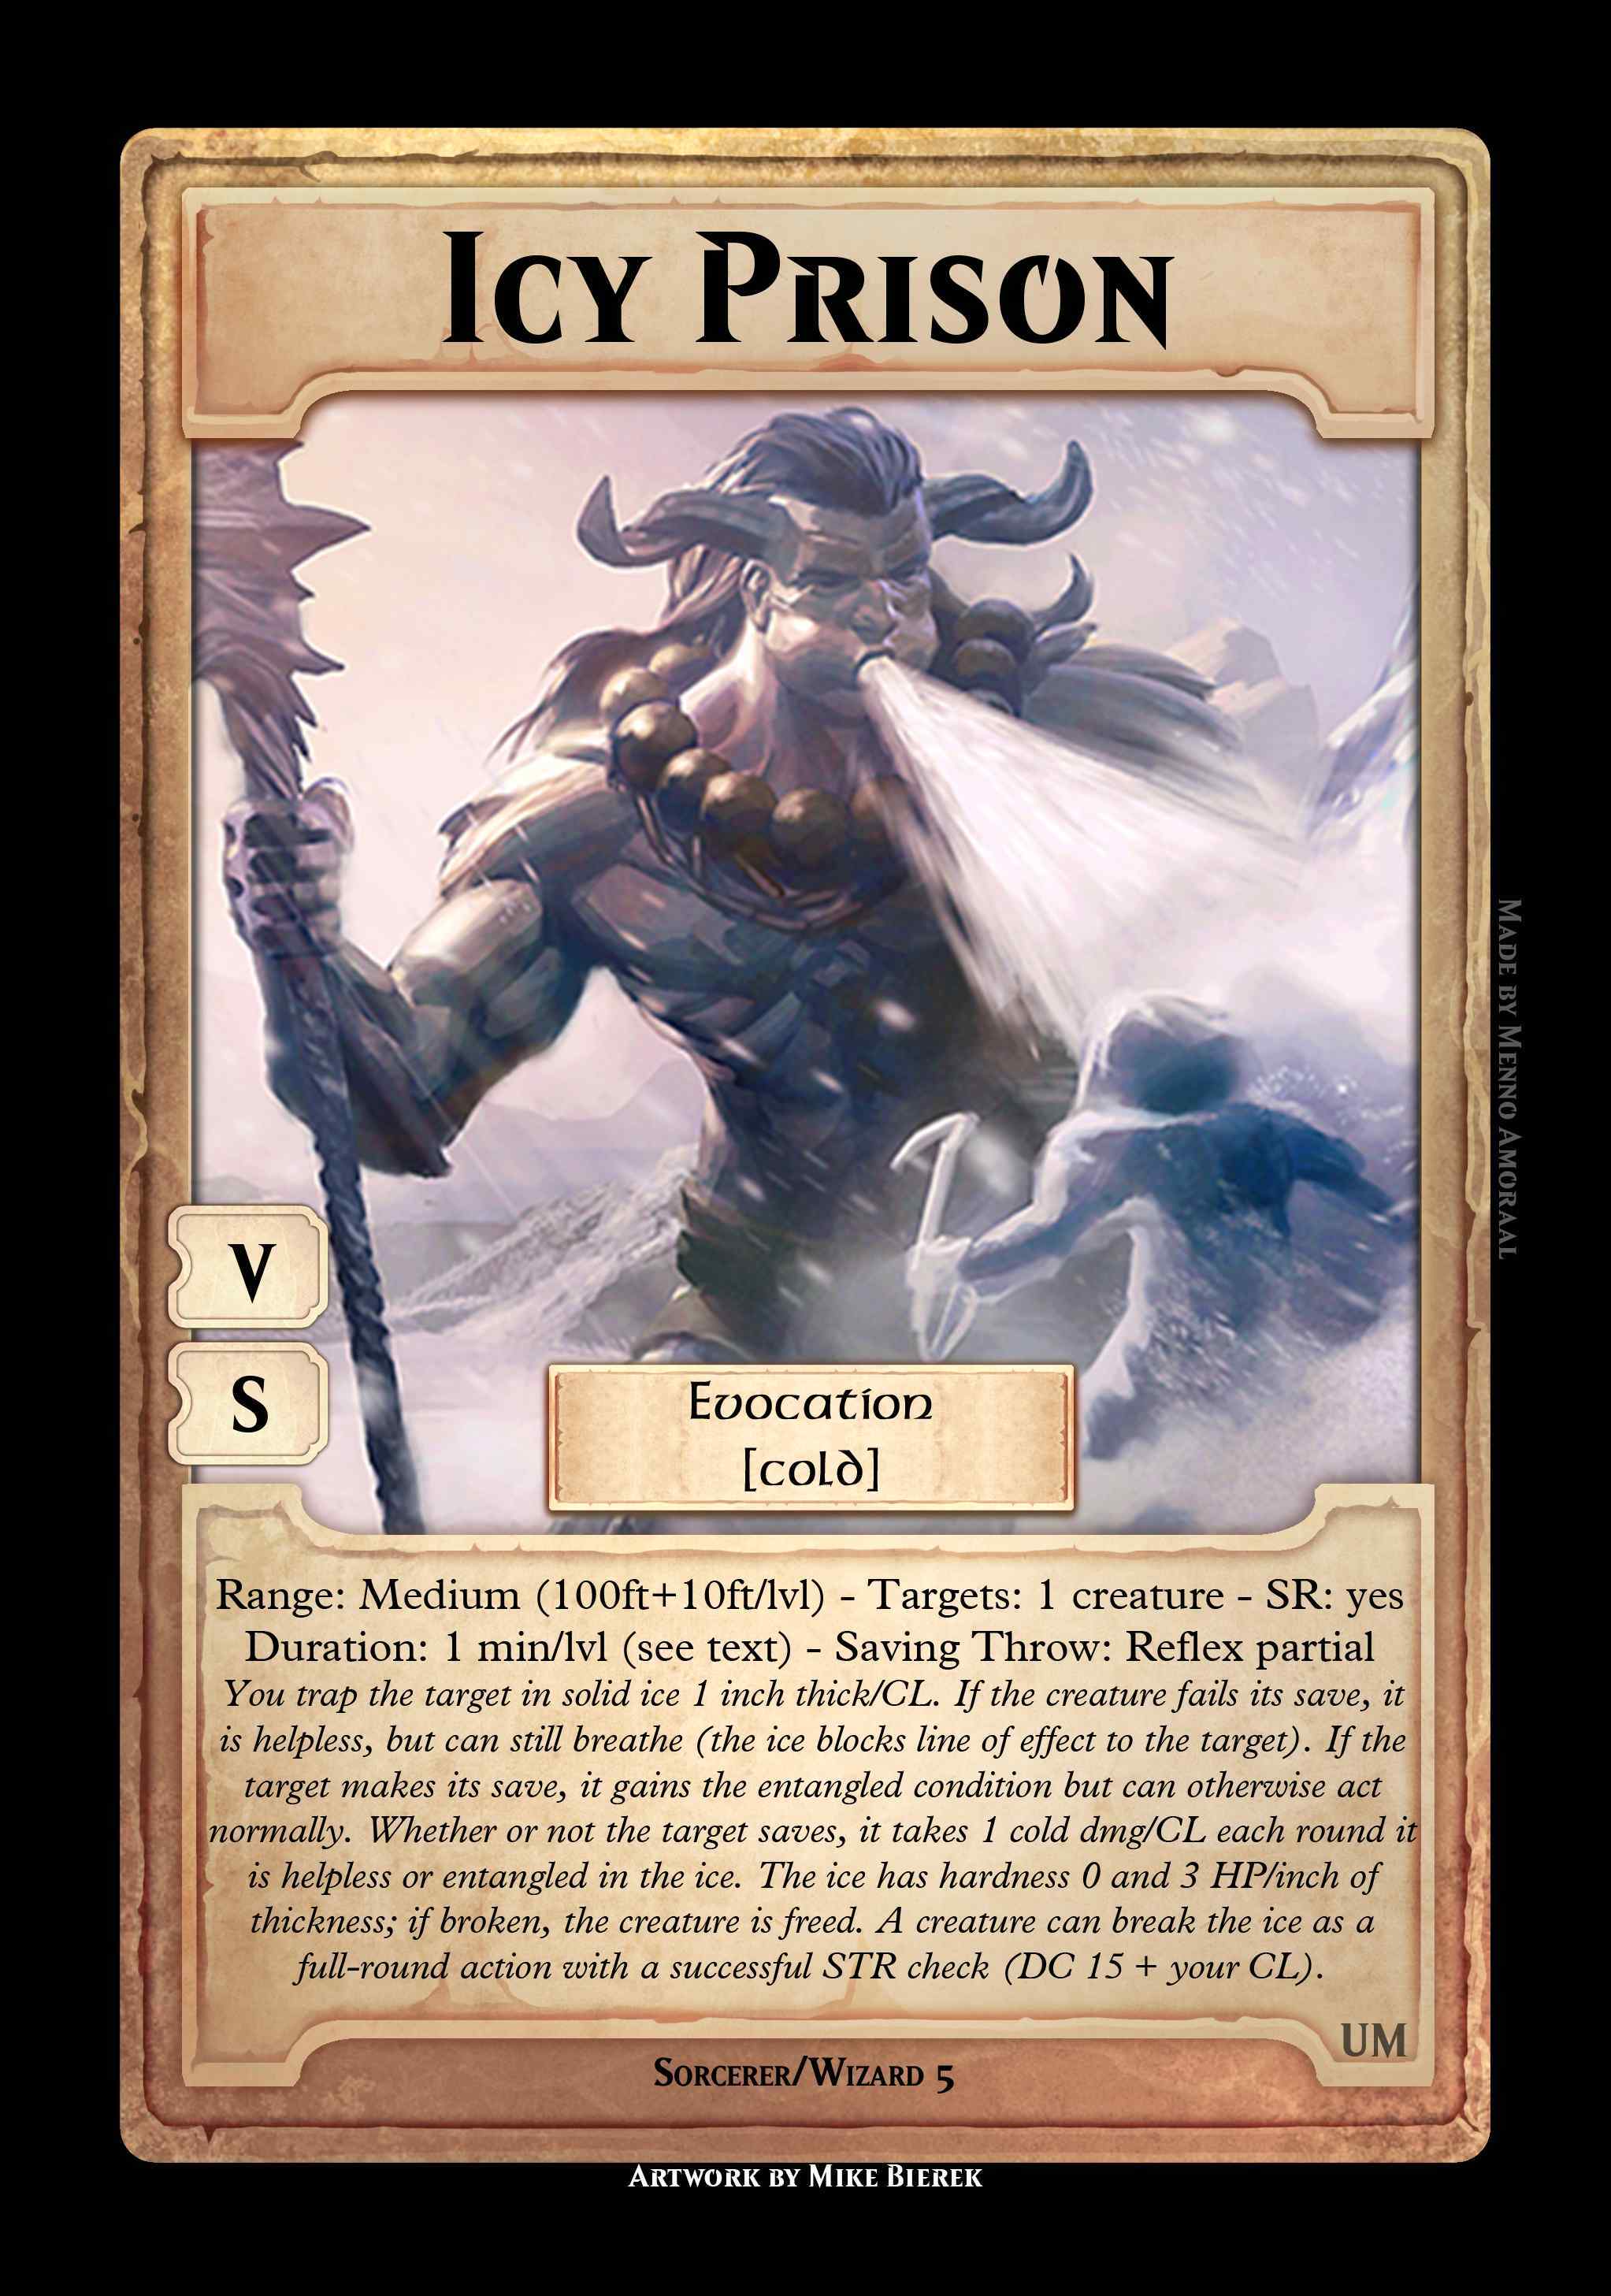 Icy Prison
V
S
Evocation
[cold]
Range: Medium (100ft+10ft/lvl) - Targets: 1 creature - SR: yes
Duration: 1 min/lvl (see text) - Saving Throw: Reflex partial
You trap the target in solid ice 1 inch thick/CL. If the creature fails its save, it
is helpless, but can still breathe (the ice blocks line of effect to the target). If the
target makes its save, it gains the entangled condition but can otherwise act
normally. Whether or not the target saves, it takes 1 cold dmg/CL each round it
is helpless or entangled in the ice. The ice has hardness 0 and 3 HP/inch of
thickness; if broken, the creature is freed. A creature can break the ice as a
full-round action with a successful STR check (DC 15 + your CL).
UM
Sorcerer/Wizard 5
Artwork by Mike Bierek
Made by Menno Amoraal